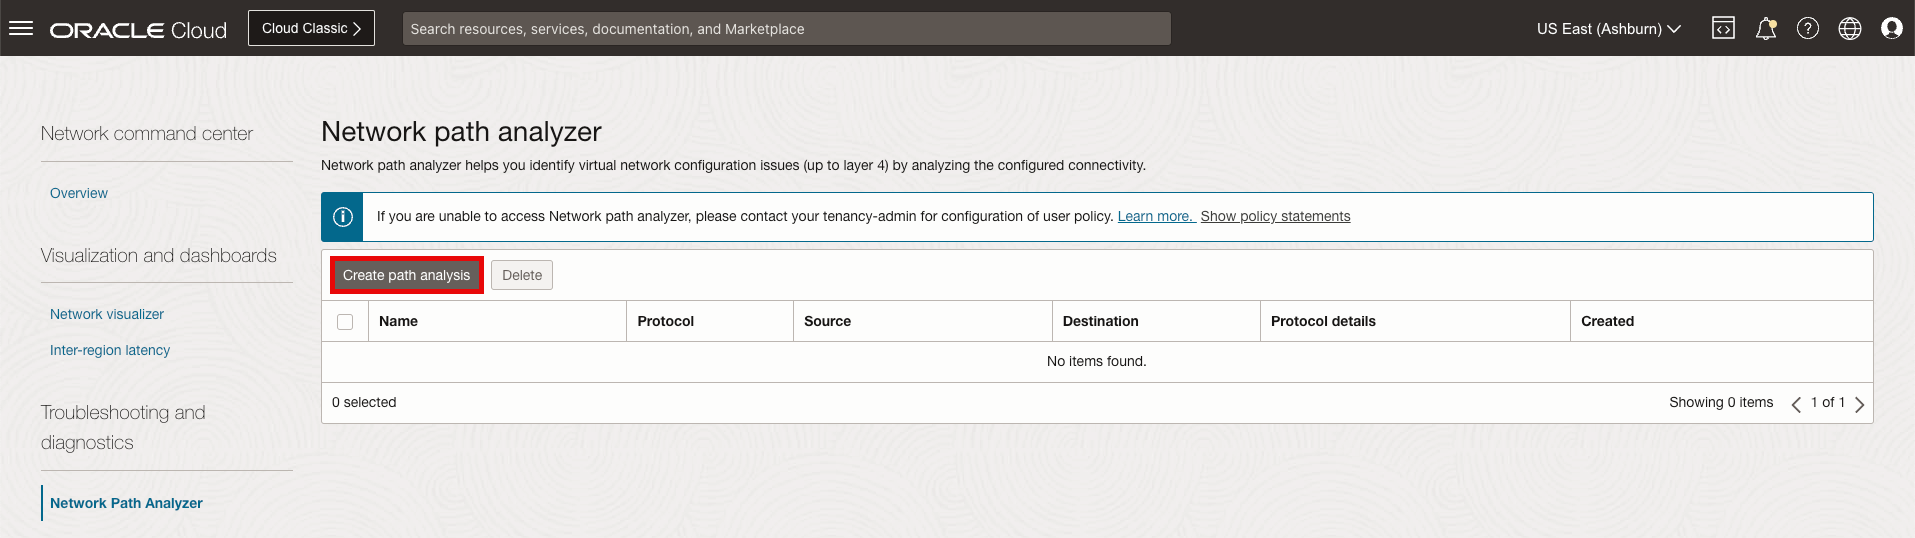 ORACLE Cloud
Cloud Classic
Search resources, services, documentation, and Marketplace
US East (Ashburn)
Network command center
Overview
Visualization and dashboards
Network visualizer
Inter-region latency
Troubleshooting and
diagnostics
Network Path Analyzer
Network path analyzer
Network path analyzer helps you identify virtual network configuration issues (up to layer 4) by analyzing the configured connectivity.
If you are unable to access Network path analyzer, please contact your tenancy-admin for configuration of user policy. Learn more. Show policy statements
Create path analysis Delete
Name Protocol Source Destination Protocol details Created
No items found.
0 selected Showing 0 items 1 of 1